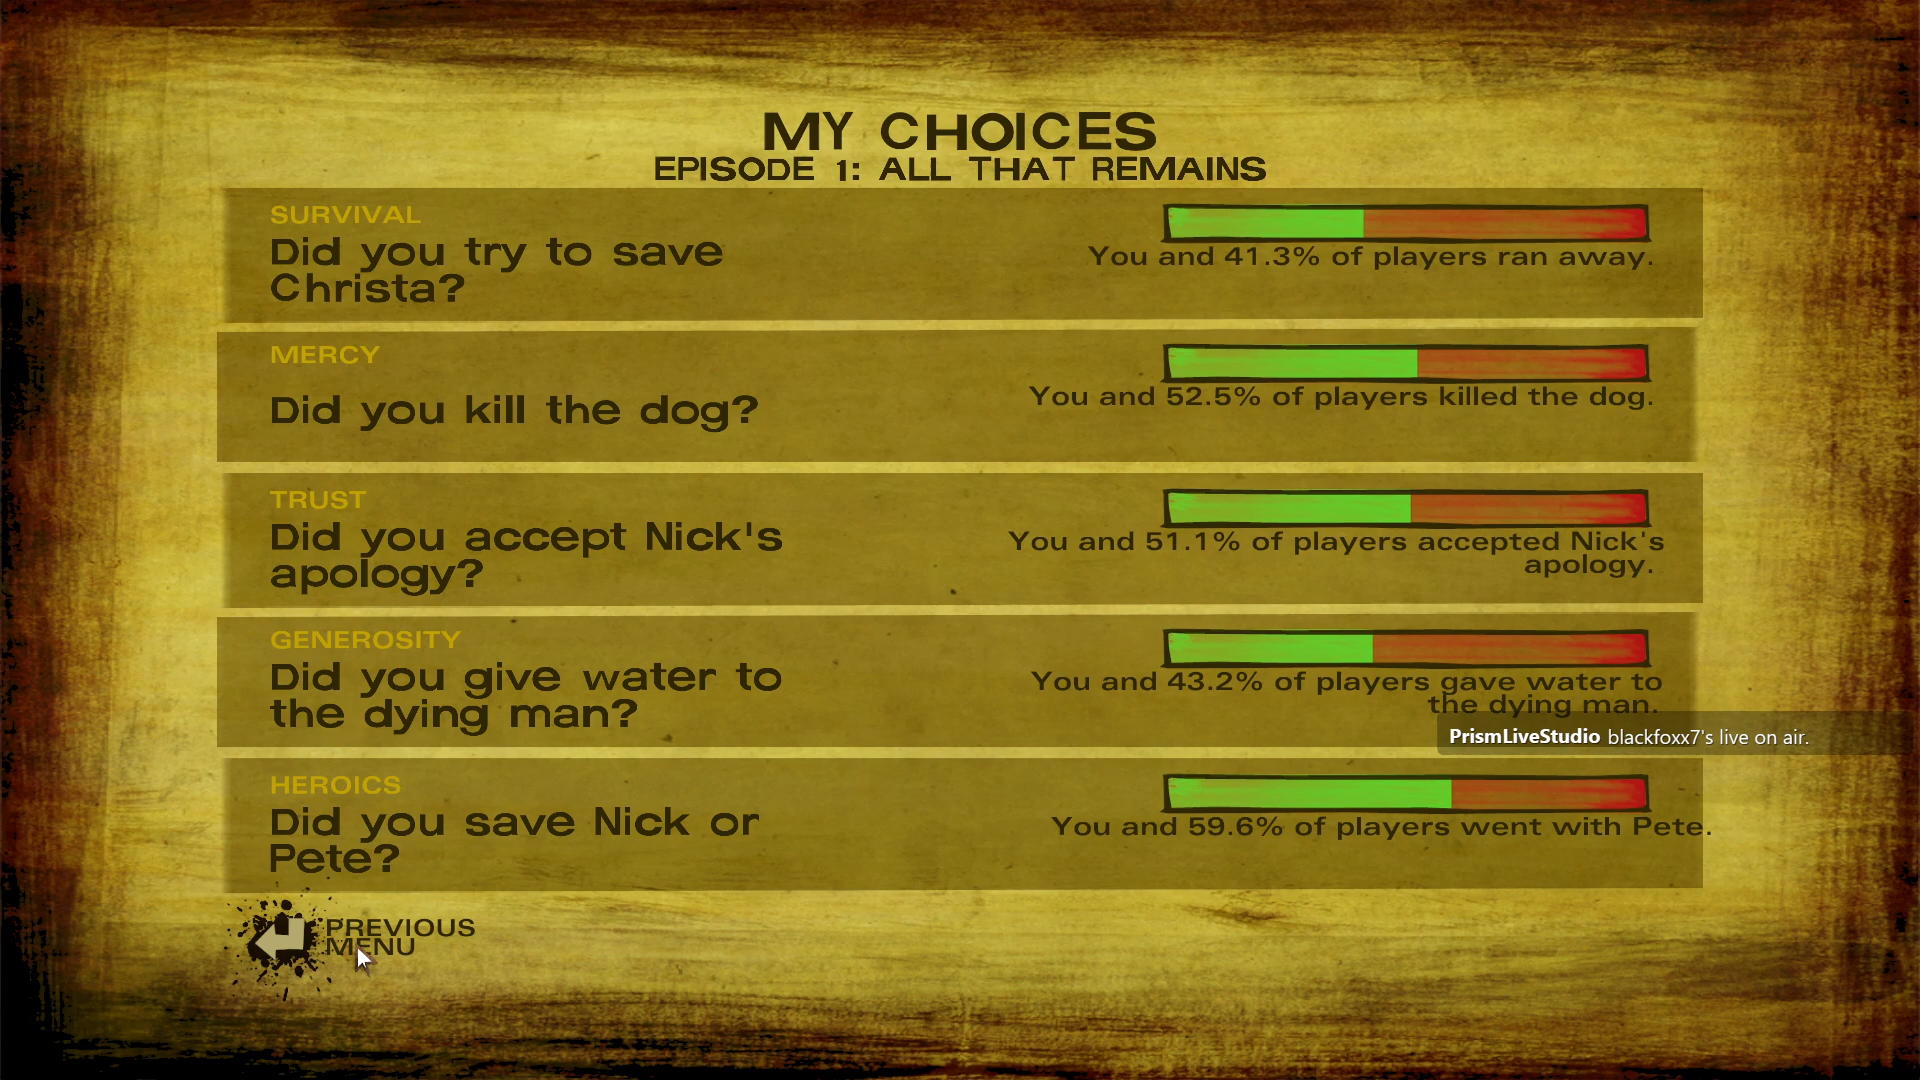 MY CHOICES
EPISODE 1: ALL THAT REMAINS
SURVIVAL
Did you try to save
Christa?
You and 41.3% of players ran away.
MERCY
Did you kill the dog?
You and 52.5% of players killed the dog.
TRUST
Did you accept Nick's
apology?
You and 51.1% of players accepted Nick's
apology.
GENEROSITY
Did you give water to
the dying man?
You and 43.2% of players gave water to
the dying man.
PrismLiveStudio blackfoxx7's live on air.
HEROICS
Did you save Nick or
Pete?
You and 59.6% of players went with Pete.
PREVIOUS
MENU